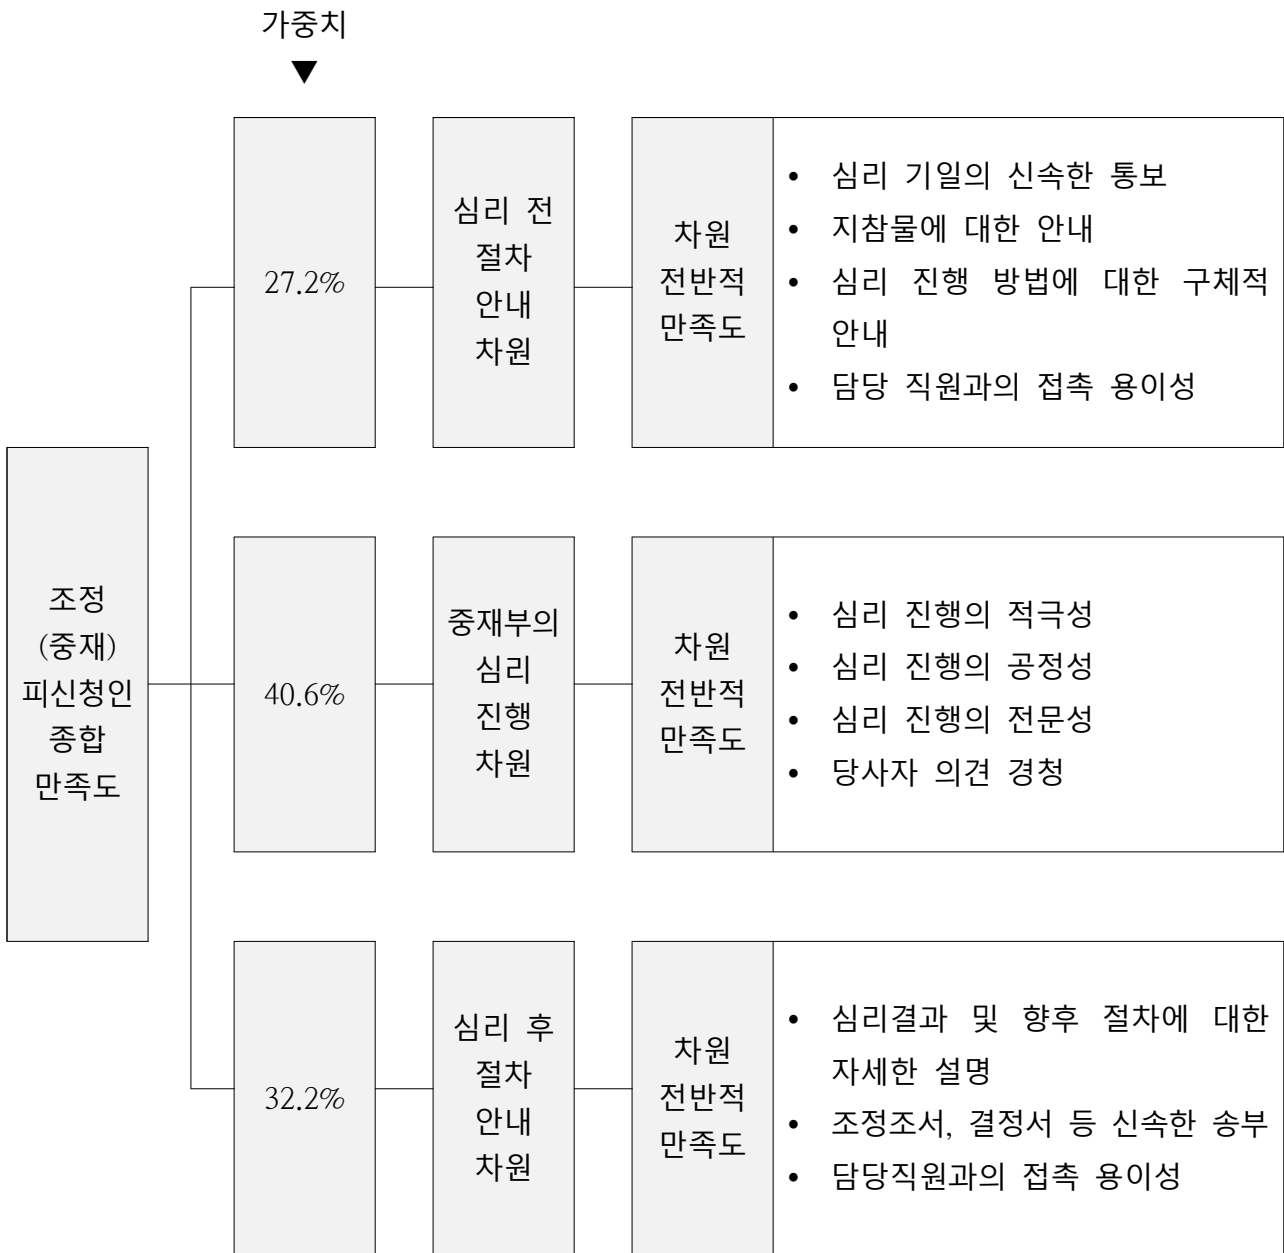 가중치
▼
조정
(중재)
피신청인
종합
만족도
27.2%
심리 전
절차
안내
차원
차원
전반적
만족도
• 심리 기일의 신속한 통보
• 지참물에 대한 안내
• 심리 진행 방법에 대한 구체적
안내
• 담당 직원과의 접촉 용이성
40.6%
중재부의
심리
진행
차원
차원
전반적
만족도
• 심리 진행의 적극성
• 심리 진행의 공정성
• 심리 진행의 전문성
• 당사자 의견 경청
32.2%
심리 후
절차
안내
차원
차원
전반적
만족도
• 심리결과 및 향후 절차에 대한
자세한 설명
• 조정조서, 결정서 등 신속한 송부
• 담당직원과의 접촉 용이성